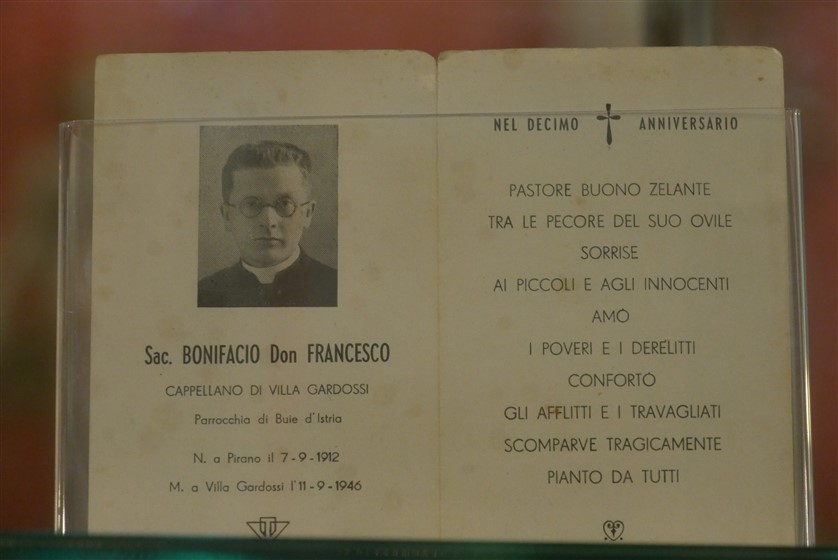 Sac. BONIFACIO Don FRANCESCO
CAPPELLANO DI VILLA GARDOSSI
Parrocchia di Buie d'Istria
N. a Pirano il 7-9-1912
M. a Villa Gardossi l'11-9-1946
NEL DECIMO ANNIVERSARIO
PASTORE BUONO ZELANTE
TRA LE PECORE DEL SUO OVILE
SORRISE
AI PICCOLI E AGLI INNOCENTI
AMÒ
I POVERI E I DERELITTI
CONFORTÒ
GLI AFFLITTI E I TRAVAGLIATI
SCOMPARVE TRAGICAMENTE
PIANTO DA TUTTI